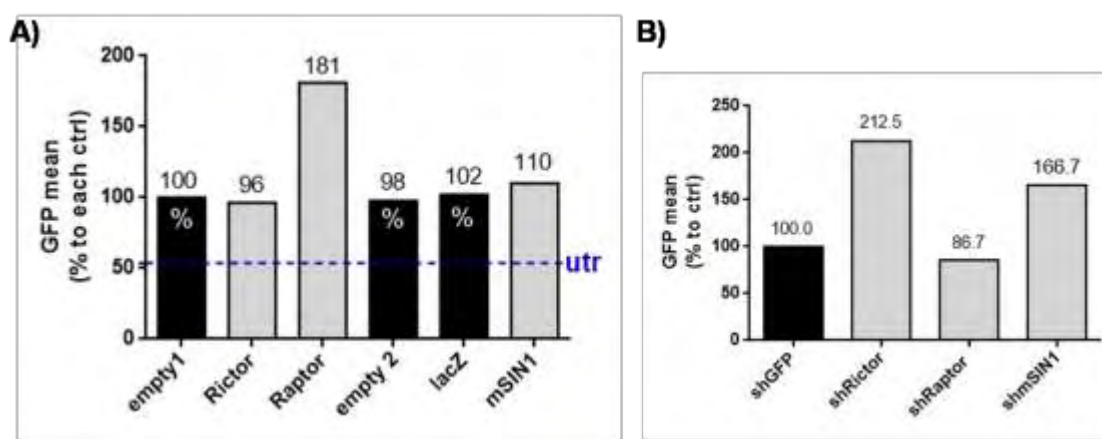 A)
GFP mean
(% to each ctrl)
200
150
100
50
0
100
96
181
98
102
110
%
%
%
utr
empty1
Rictor
Raptor
empty 2
lacZ
mSIN1
B)
GFP mean
(% to ctrl)
250
200
150
100
50
0
100.0
212.5
86.7
166.7
shGFP
shRictor
shRaptor
shmSIN1